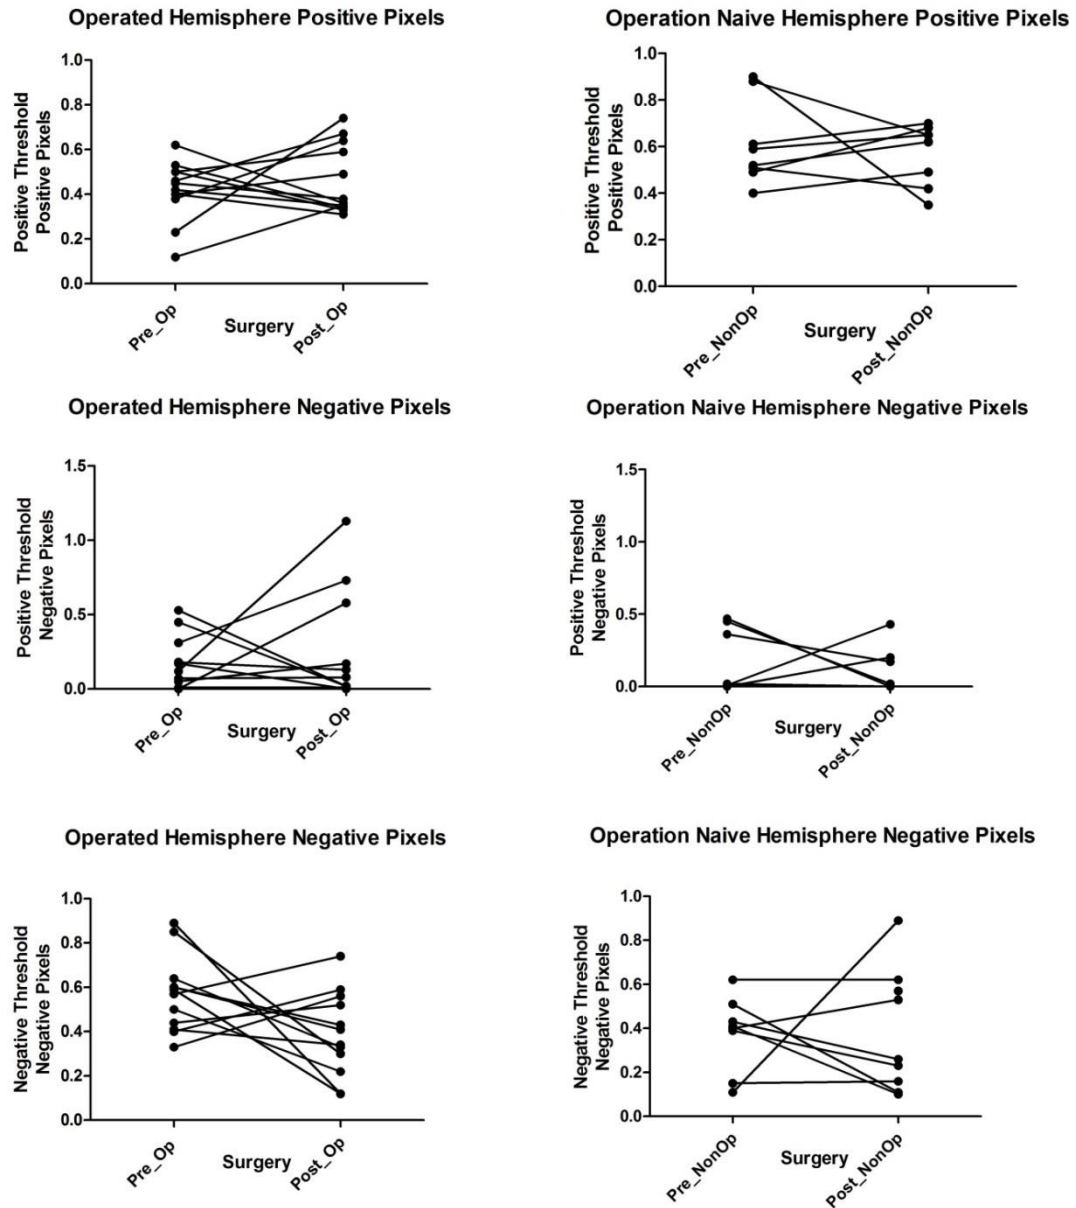 Operated Hemisphere Positive Pixels
Positive Threshold
Positive Pixels
1.0
0.8
0.6
0.4
0.2
0.0
Pre_Op
Surgery
Post_Op
Operation Naive Hemisphere Positive Pixels
Positive Threshold
Positive Pixels
1.0
0.8
0.6
0.4
0.2
0.0
Pre_NonOp
Surgery
Post_NonOp
Operated Hemisphere Negative Pixels
Positive Threshold
Negative Pixels
1.5
1.0
0.5
0.0
Pre_Op
Surgery
Post_Op
Operation Naive Hemisphere Negative Pixels
Positive Threshold
Negative Pixels
1.5
1.0
0.5
0.0
Pre_NonOp
Surgery
Post_NonOp
Operated Hemisphere Negative Pixels
Negative Threshold
Negative Pixels
1.0
0.8
0.6
0.4
0.2
0.0
Pre_Op
Surgery
Post_Op
Operation Naive Hemisphere Negative Pixels
Negative Threshold
Negative Pixels
1.0
0.8
0.6
0.4
0.2
0.0
Pre_NonOp
Surgery
Post_NonOp